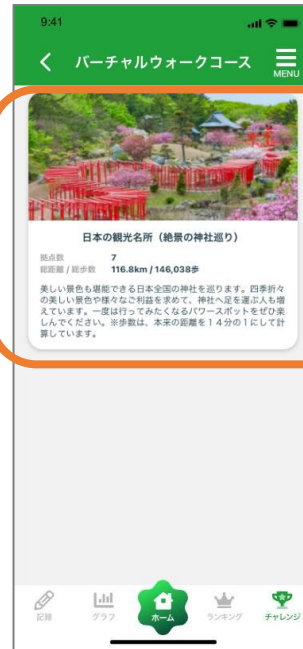 9:41
バーチャルウォークコース
MENU
日本の観光名所（絶景の神社巡り）
拠点数 7
総距離 / 総歩数 116.8km / 146,038歩
美しい景色も堪能できる日本全国の神社を巡ります。四季折々
の美しい景色や様々なご利益を求めて、神社へ足を運ぶ人も増
えています。一度は行ってみたくなるパワースポットをぜひ楽
しんでください。※歩数は、本来の距離を１４分の１にして計
算しています。
記録 グラフ ホーム ランキング チャレンジ